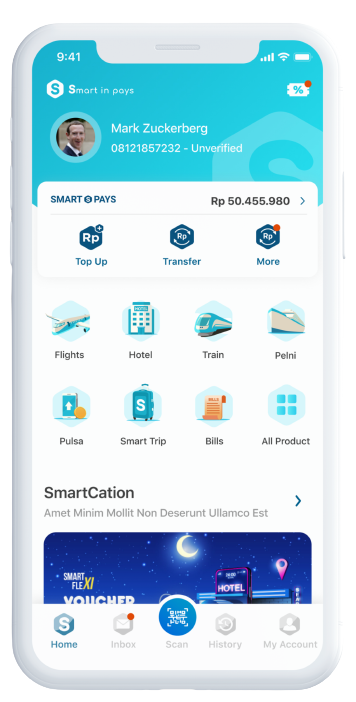 9:41
Smart in pays
%
Mark Zuckerberg
08121857232 - Unverified
SMART S PAYS
Rp 50.455.980
Rp
Rp
Rp
Top Up
Transfer
More
HOTEL
Flights
Hotel
Train
Pelni
S
BILLS
Pulsa
Smart Trip
Bills
All Product
SmartCation
Amet Minim Mollit Non Deserunt Ullamco Est
SMART
FLEXI
VOUCHER
HOTEL
Home
Inbox
Scan
History
My Account